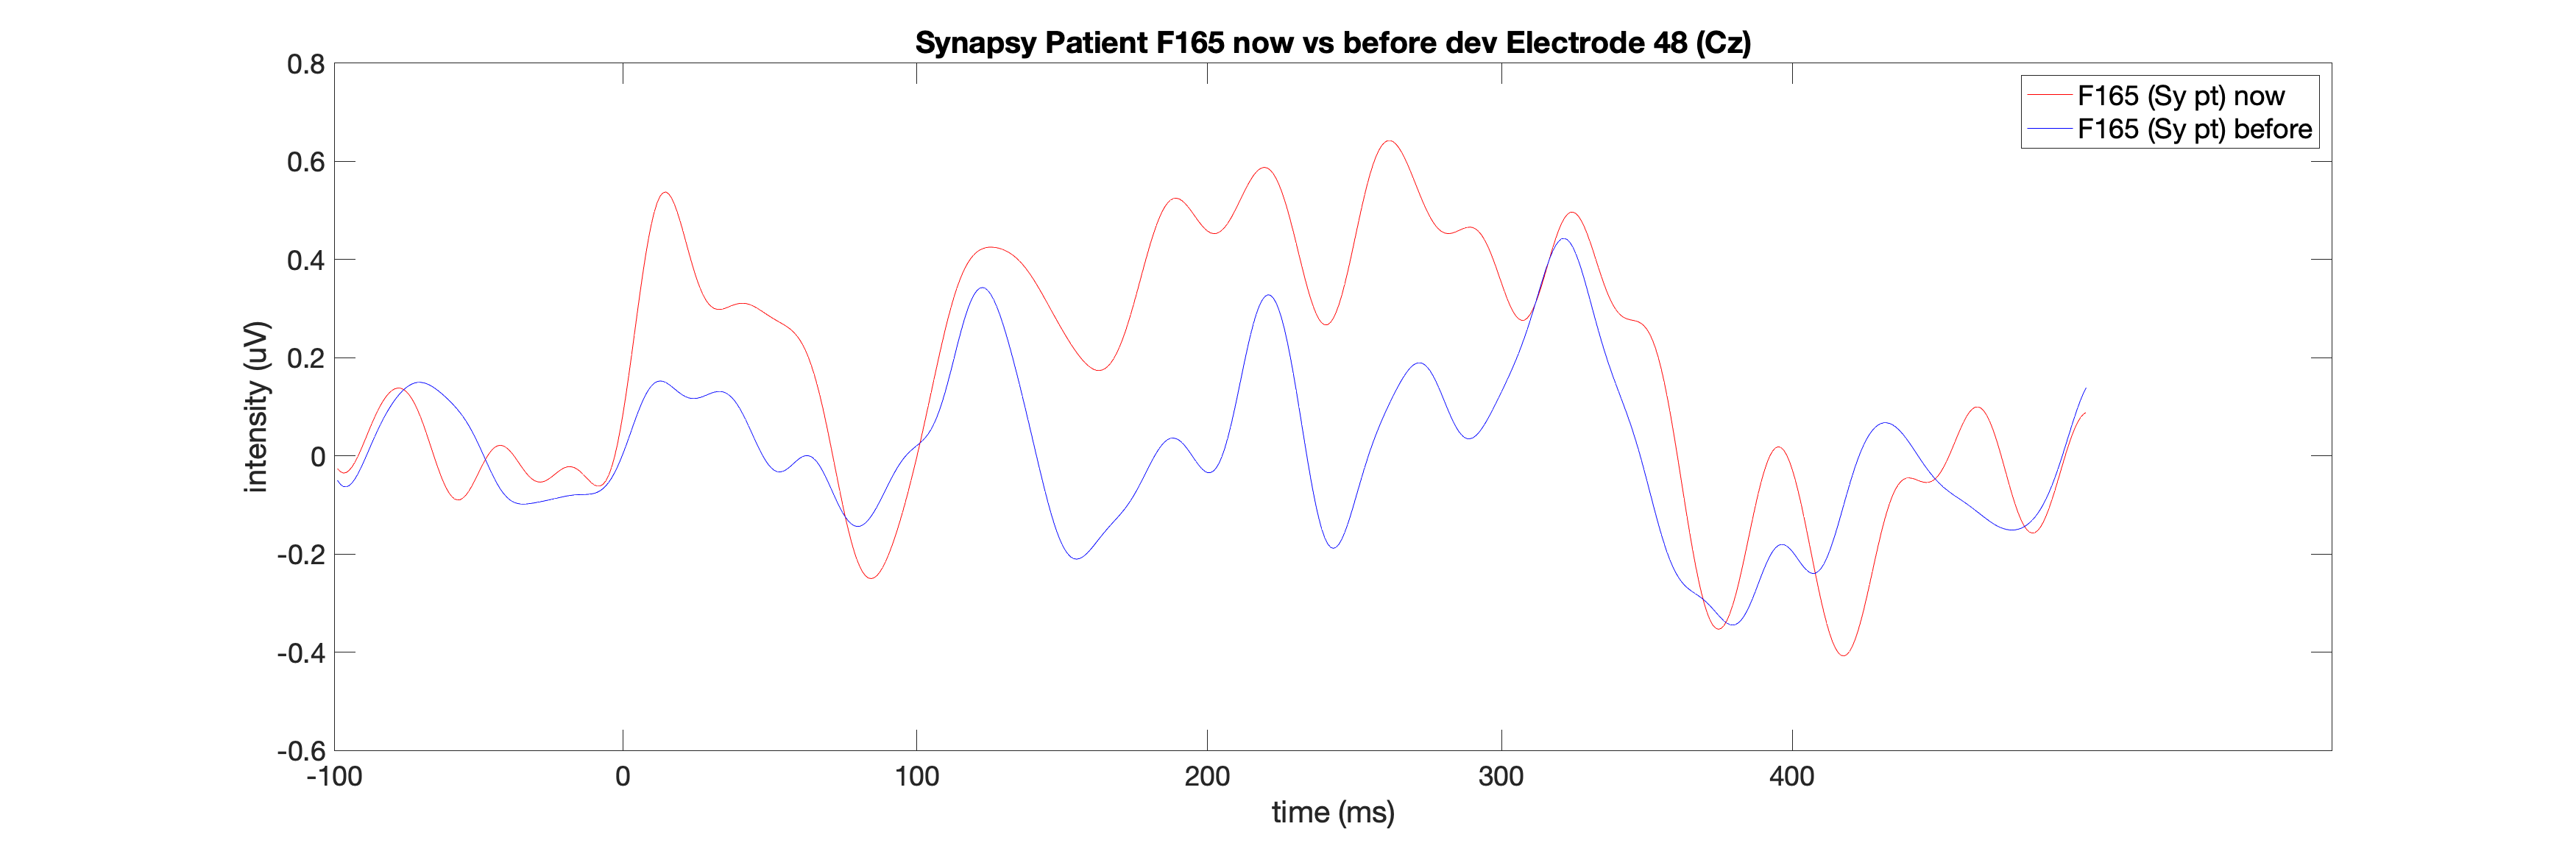 Synapsy Patient F165 now vs before dev Electrode 48 (Cz)
F165 (Sy pt) now
F165 (Sy pt) before
intensity (uV)
0.8
0.6
0.4
0.2
0
-0.2
-0.4
-0.6
-100 0 100 200 300 400
time (ms)